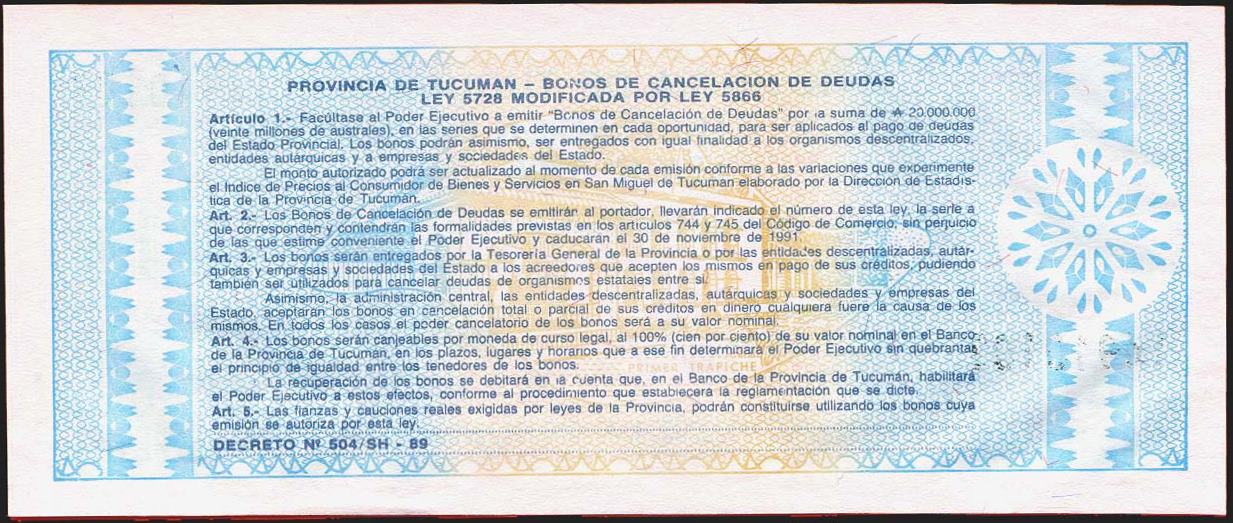 PROVINCIA DE TUCUMAN – BONOS DE CANCELACION DE DEUDAS
LEY 5728 MODIFICADA POR LEY 5866
Artículo 1.- Facúltase al Poder Ejecutivo a emitir "Bonos de Cancelación de Deudas" por la suma de ₳ 20.000.000
(veinte millones de australes), en las series que se determinen en cada oportunidad, para ser aplicados al pago de deudas
del Estado Provincial. Los bonos podrán asimismo, ser entregados con igual finalidad a los organismos descentralizados,
entidades autárquicas y a empresas y sociedades del Estado.
El monto autorizado podrá ser actualizado al momento de cada emisión conforme a las variaciones que experimente
el Indice de Precios al Consumidor de Bienes y Servicios en San Miguel de Tucumán elaborado por la Dirección de Estadís-
tica de la Provincia de Tucumán.
Art. 2.- Los Bonos de Cancelación de Deudas se emitirán al portador, llevarán indicado el número de esta ley, la serie a
que corresponden y contendrán las formalidades previstas en los artículos 744 y 745 del Código de Comercio, sin perjuicio
de las que estime conveniente el Poder Ejecutivo y caducarán el 30 de noviembre de 1991
Art. 3.- Los bonos serán entregados por la Tesorería General de la Provincia o por las entidades descentralizadas, autár-
quicas y empresas y sociedades del Estado a los acreedores que acepten los mismos en pago de sus créditos, pudiendo
también ser utilizados para cancelar deudas de organismos estatales entre sí.
Asimismo, la administración central, las entidades descentralizadas, autárquicas y sociedades y empresas del
Estado, aceptarán los bonos en cancelación total o parcial de sus créditos en dinero cualquiera fuere la causa de los
mismos. En todos los casos el poder cancelatorio de los bonos será a su valor nominal.
Art. 4.- Los bonos serán canjeables por moneda de curso legal, al 100% (cien por ciento) de su valor nominal en el Banco
de la Provincia de Tucumán, en los plazos, lugares y horarios que a ese fin determinará el Poder Ejecutivo sin quebrantar
el principio de igualdad entre los tenedores de los bonos.
PRIMER TRAPICHE
La recuperación de los bonos se debitará en la cuenta que, en el Banco de la Provincia de Tucumán, habilitará
el Poder Ejecutivo a estos efectos, conforme al procedimiento que establecerá la reglamentación que se dicte.
Art. 5.- Las fianzas y cauciones reales exigidas por leyes de la Provincia, podrán constituirse utilizando los bonos cuya
emisión se autoriza por esta ley.
DECRETO Nº 504/SH - 89